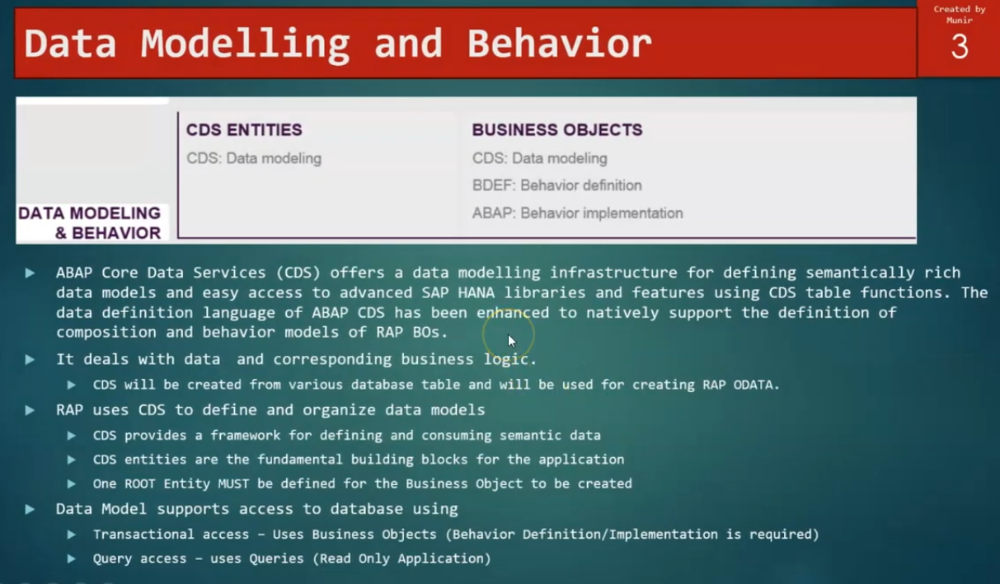 Data Modelling and Behavior
Created by
Munir
3
CDS ENTITIES
CDS: Data modeling
BUSINESS OBJECTS
CDS: Data modeling
BDEF: Behavior definition
ABAP: Behavior implementation
DATA MODELING
& BEHAVIOR
ABAP Core Data Services (CDS) offers a data modelling infrastructure for defining semantically rich
data models and easy access to advanced SAP HANA libraries and features using CDS table functions. The
data definition language of ABAP CDS has been enhanced to natively support the definition of
composition and behavior models of RAP BOs.
It deals with data and corresponding business logic.
CDS will be created from various database table and will be used for creating RAP ODATA.
RAP uses CDS to define and organize data models
CDS provides a framework for defining and consuming semantic data
CDS entities are the fundamental building blocks for the application
One ROOT Entity MUST be defined for the Business Object to be created
Data Model supports access to database using
Transactional access – Uses Business Objects (Behavior Definition/Implementation is required)
Query access – uses Queries (Read Only Application)